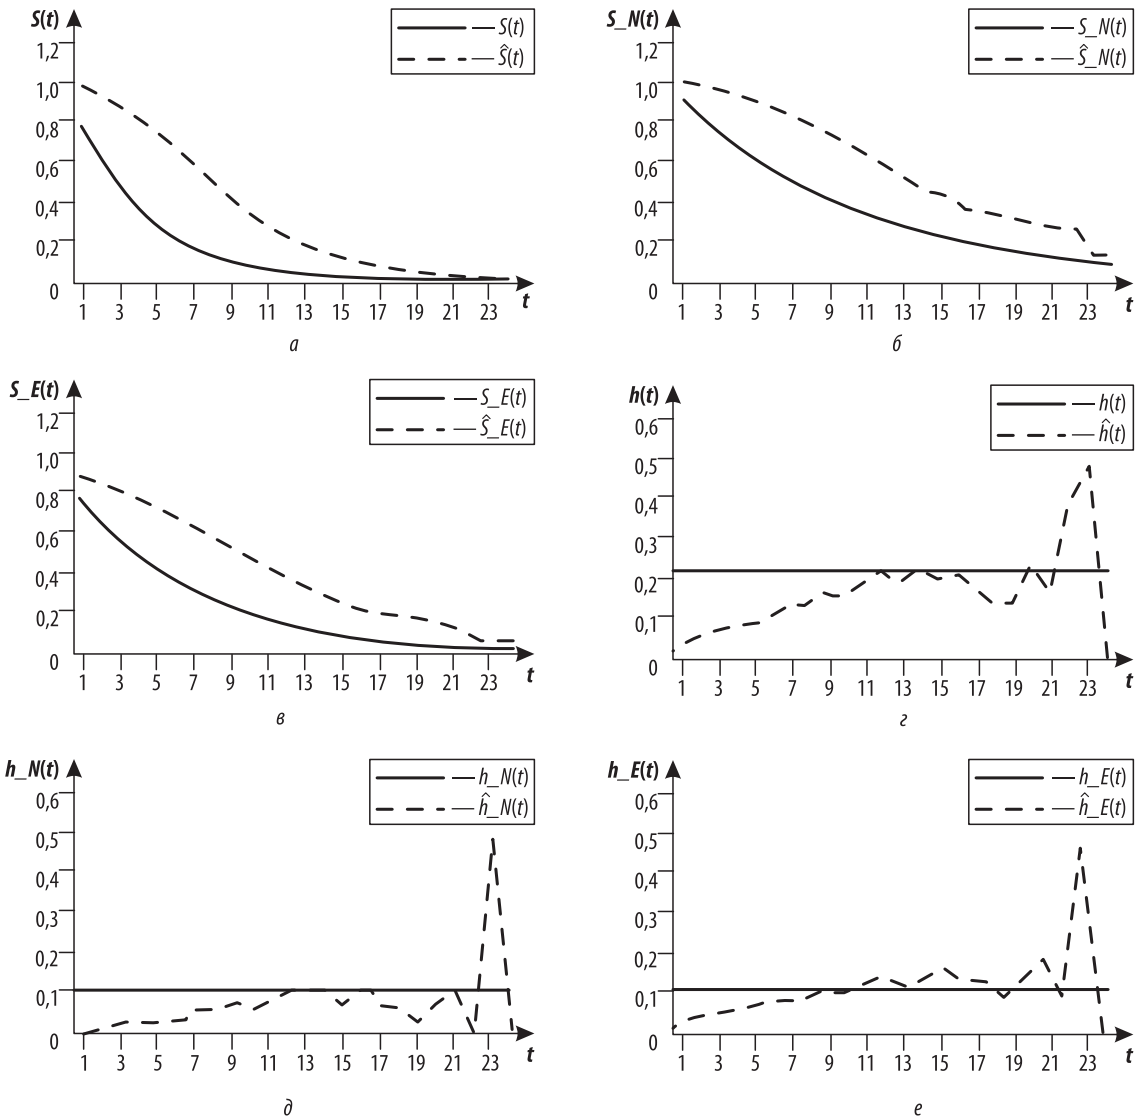 S(t)
— S(t)
— Ŝ(t)
1,2
1,0
0,8
0,6
0,4
0,2
0
1 3 5 7 9 11 13 15 17 19 21 23
t
а
S_N(t)
— S_N(t)
— Ŝ_N(t)
1,2
1,0
0,8
0,6
0,4
0,2
0
1 3 5 7 9 11 13 15 17 19 21 23
t
б
S_E(t)
— S_E(t)
— Ŝ_E(t)
1,2
1,0
0,8
0,6
0,4
0,2
0
1 3 5 7 9 11 13 15 17 19 21 23
t
в
h(t)
— h(t)
— ĥ(t)
0,6
0,5
0,4
0,3
0,2
0,1
0
1 3 5 7 9 11 13 15 17 19 21 23
t
г
h_N(t)
— h_N(t)
— ĥ_N(t)
0,6
0,5
0,4
0,3
0,2
0,1
0
1 3 5 7 9 11 13 15 17 19 21 23
t
д
h_E(t)
— h_E(t)
— ĥ_E(t)
0,6
0,5
0,4
0,3
0,2
0,1
0
1 3 5 7 9 11 13 15 17 19 21 23
t
е